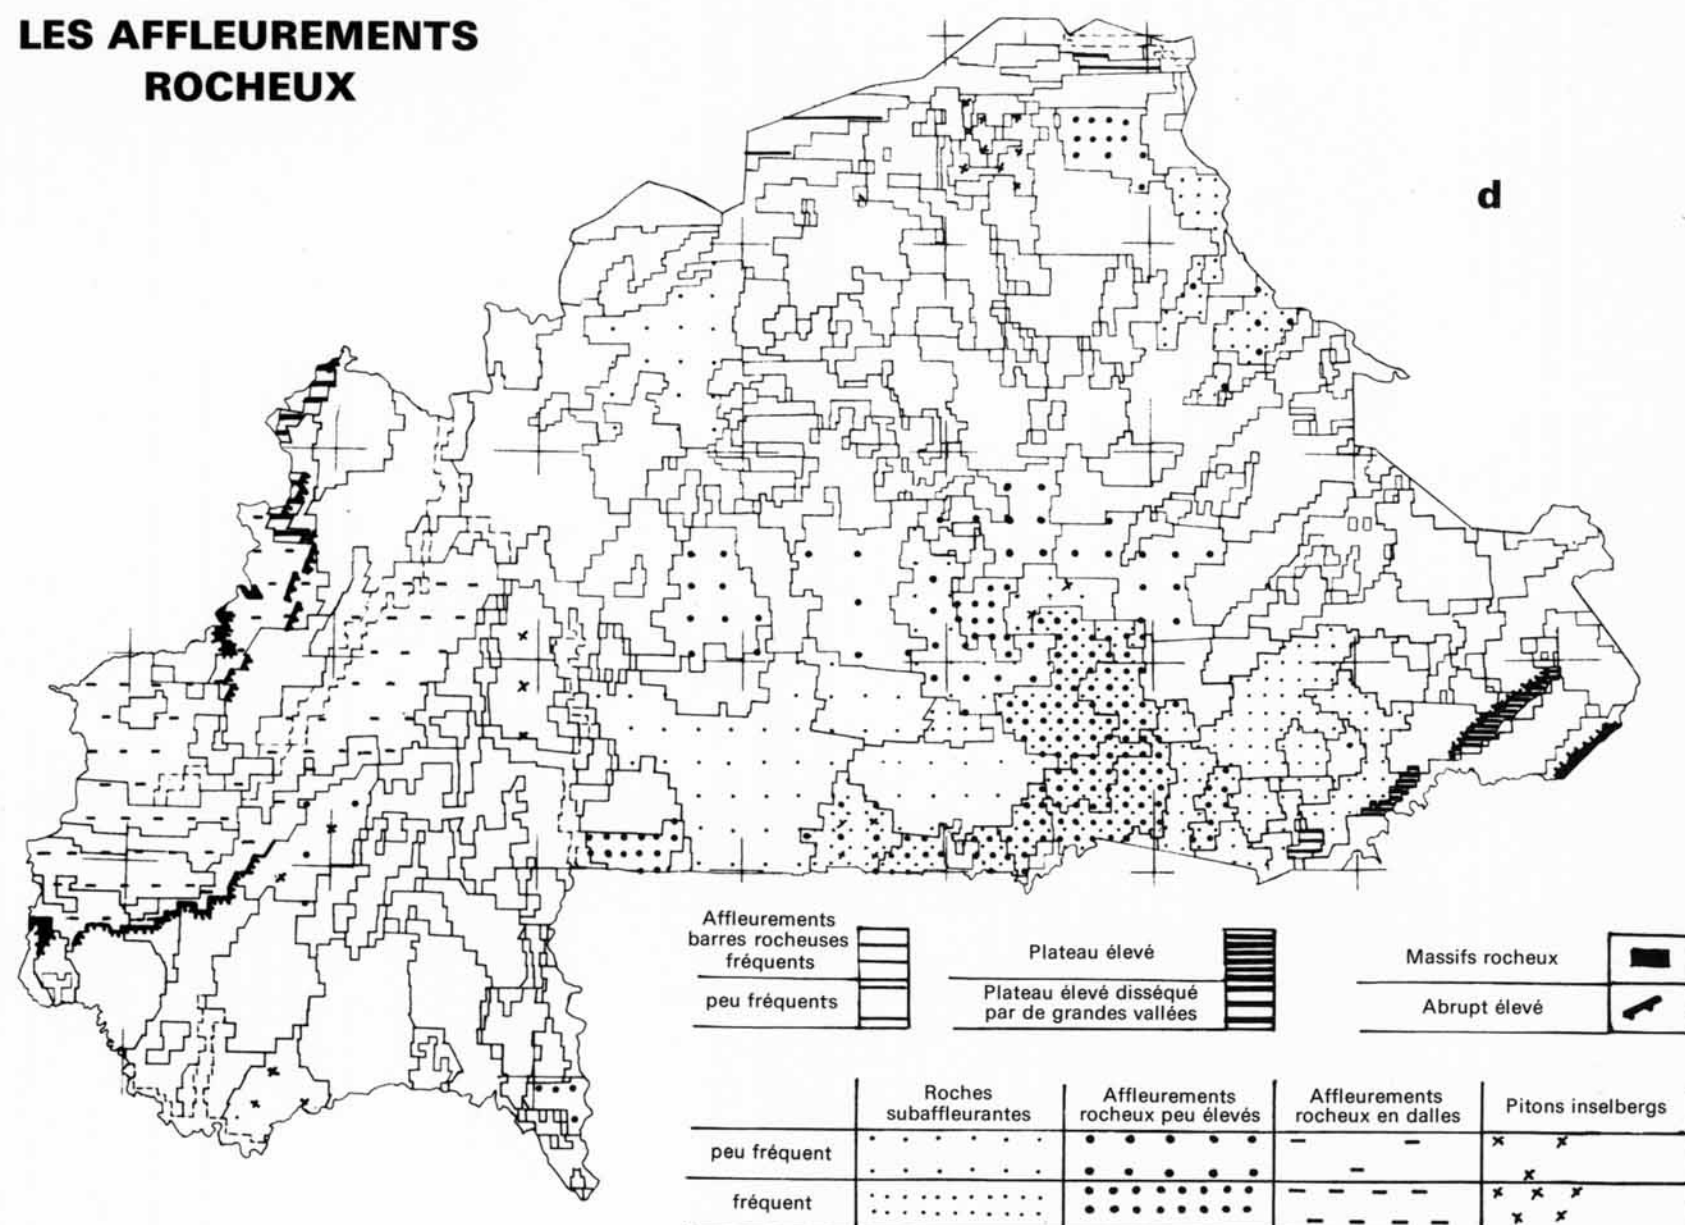 LES AFFLEUREMENTS
ROCHEUX
d
Affleurements
barres rocheuses
fréquents
peu fréquents
Plateau élevé
Plateau élevé disséqué
par de grandes vallées
Massifs rocheux
Abrupt élevé
Roches
subaffleurantes
Affleurements
rocheux peu élevés
Affleurements
rocheux en dalles
Pitons inselbergs
peu fréquent
fréquent